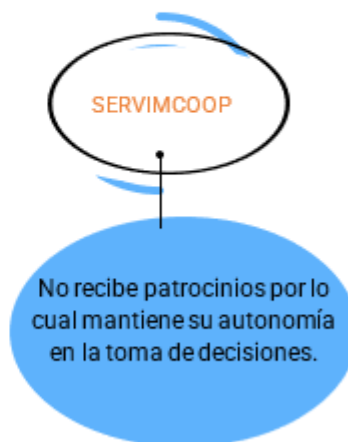 SERVIMCOOP
No recibe patrocinios por lo
cual mantiene su autonomía
en la toma de decisiones.